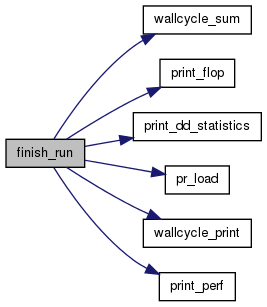 wallcycle_sum
print_flop
print_dd_statistics
finish_run
pr_load
wallcycle_print
print_perf